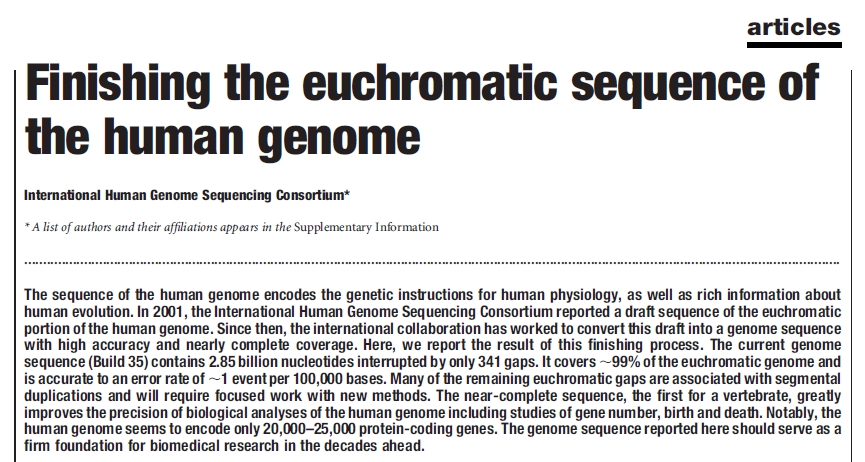 articles
Finishing the euchromatic sequence of
the human genome
International Human Genome Sequencing Consortium*
* A list of authors and their affiliations appears in the Supplementary Information
The sequence of the human genome encodes the genetic instructions for human physiology, as well as rich information about
human evolution. In 2001, the International Human Genome Sequencing Consortium reported a draft sequence of the euchromatic
portion of the human genome. Since then, the international collaboration has worked to convert this draft into a genome sequence
with high accuracy and nearly complete coverage. Here, we report the result of this finishing process. The current genome
sequence (Build 35) contains 2.85 billion nucleotides interrupted by only 341 gaps. It covers ~99% of the euchromatic genome and
is accurate to an error rate of ~1 event per 100,000 bases. Many of the remaining euchromatic gaps are associated with segmental
duplications and will require focused work with new methods. The near-complete sequence, the first for a vertebrate, greatly
improves the precision of biological analyses of the human genome including studies of gene number, birth and death. Notably, the
human genome seems to encode only 20,000–25,000 protein-coding genes. The genome sequence reported here should serve as a
firm foundation for biomedical research in the decades ahead.